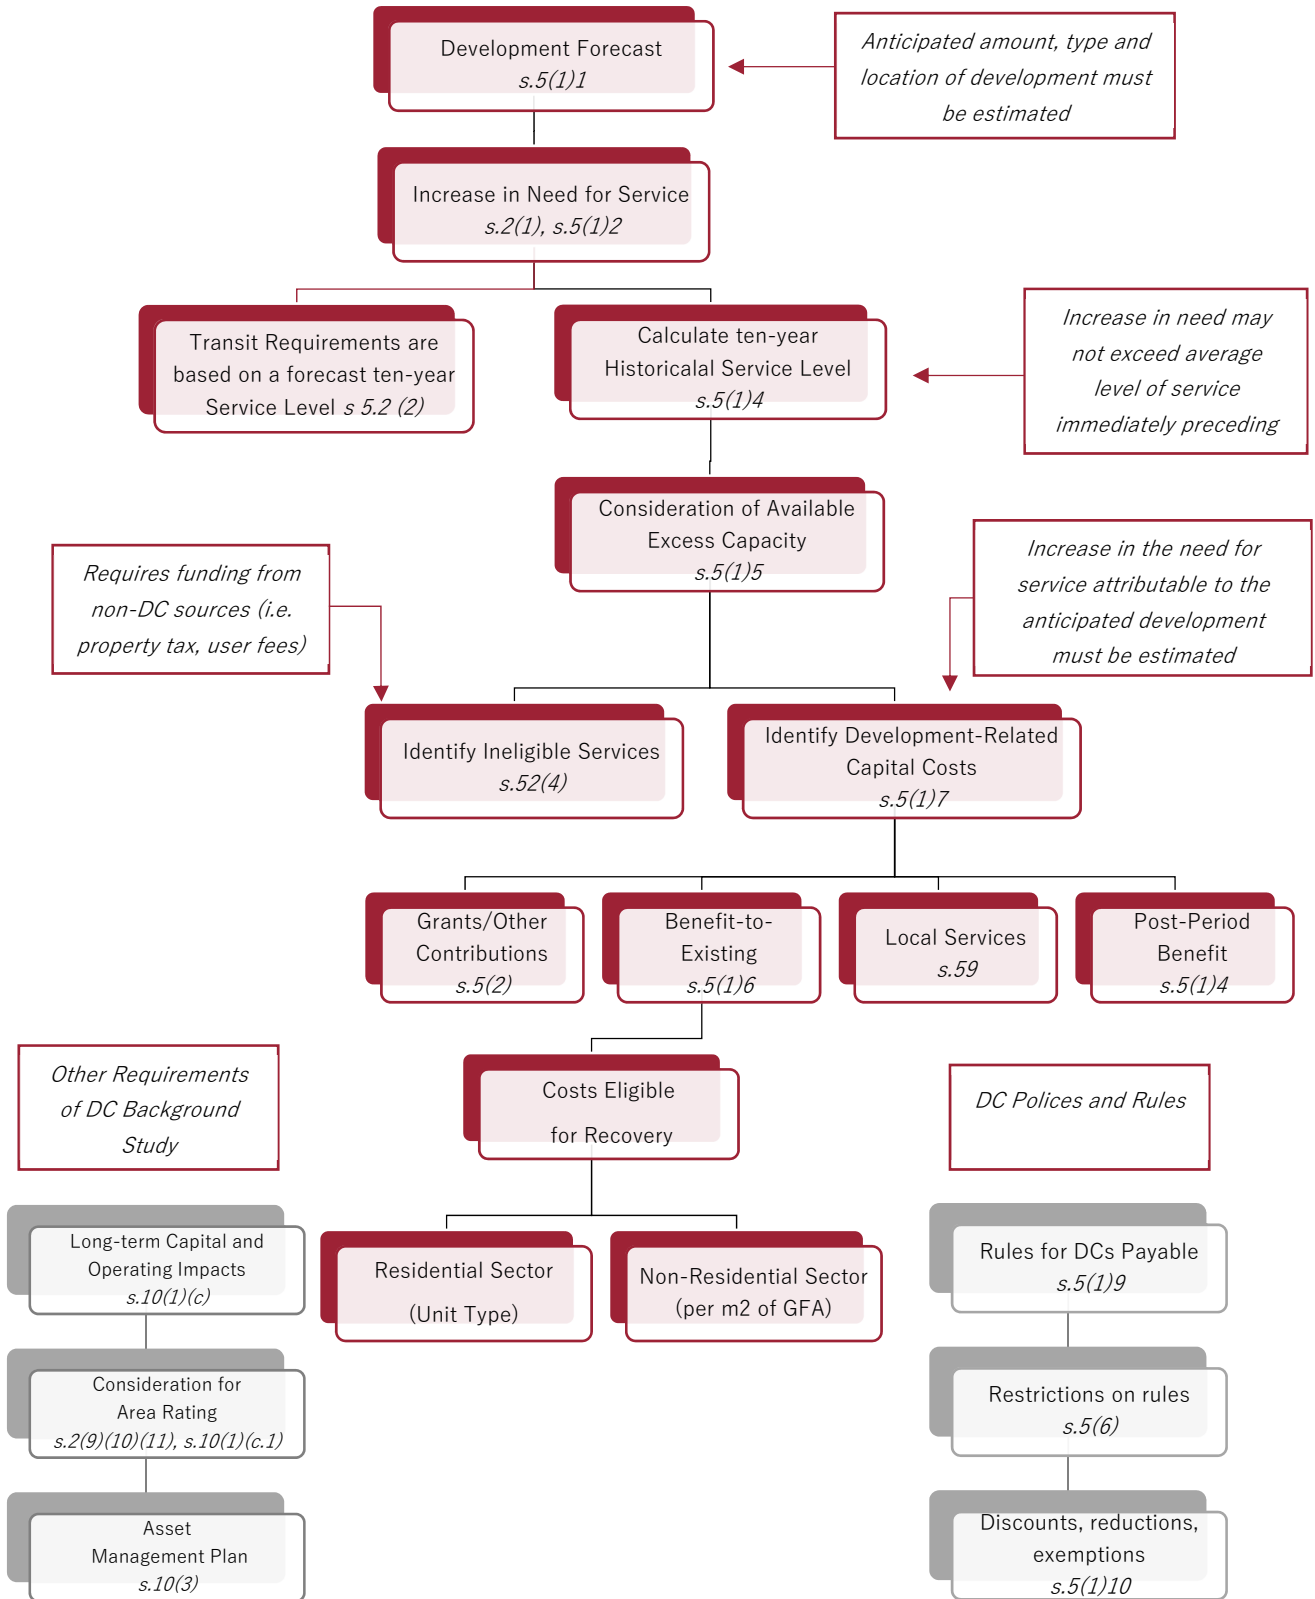 Development Forecast
s.5(1)1
Anticipated amount, type and
location of development must
be estimated
Increase in Need for Service
s.2(1), s.5(1)2
Transit Requirements are
based on a forecast ten-year
Service Level s 5.2 (2)
Calculate ten-year
Historicalal Service Level
s.5(1)4
Increase in need may
not exceed average
level of service
immediately preceding
Consideration of Available
Excess Capacity
s.5(1)5
Requires funding from
non-DC sources (i.e.
property tax, user fees)
Increase in the need for
service attributable to the
anticipated development
must be estimated
Identify Ineligible Services
s.52(4)
Identify Development-Related
Capital Costs
s.5(1)7
Grants/Other
Contributions
s.5(2)
Benefit-to-
Existing
s.5(1)6
Local Services
s.59
Post-Period
Benefit
s.5(1)4
Costs Eligible
for Recovery
Residential Sector
(Unit Type)
Non-Residential Sector
(per m2 of GFA)
Other Requirements
of DC Background
Study
Long-term Capital and
Operating Impacts
s.10(1)(c)
Consideration for
Area Rating
s.2(9)(10)(11), s.10(1)(c.1)
Asset
Management Plan
s.10(3)
DC Polices and Rules
Rules for DCs Payable
s.5(1)9
Restrictions on rules
s.5(6)
Discounts, reductions,
exemptions
s.5(1)10